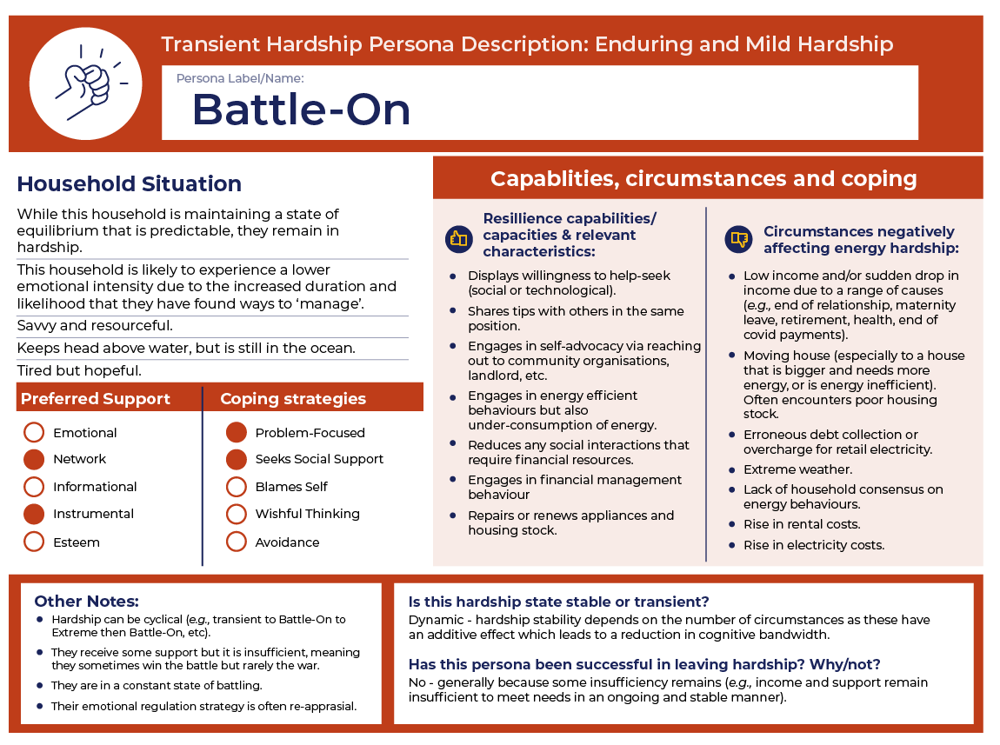 Transient Hardship Persona Description: Enduring and Mild Hardship
Persona Label/Name:
Battle-On
Household Situation
While this household is maintaining a state of
equilibrium that is predictable, they remain in
hardship.
This household is likely to experience a lower
emotional intensity due to the increased duration and
likelihood that they have found ways to ‘manage’.
Savvy and resourceful.
Keeps head above water, but is still in the ocean.
Tired but hopeful.
Preferred Support
Emotional
Network
Informational
Instrumental
Esteem
Coping strategies
Problem-Focused
Seeks Social Support
Blames Self
Wishful Thinking
Avoidance
Capablities, circumstances and coping
Resillience capabilities/
capacities & relevant
characteristics:
• Displays willingness to help-seek
(social or technological).
• Shares tips with others in the same
position.
• Engages in self-advocacy via reaching
out to community organisations,
landlord, etc.
• Engages in energy efficient
behaviours but also
under-consumption of energy.
• Reduces any social interactions that
require financial resources.
• Engages in financial management
behaviour
• Repairs or renews appliances and
housing stock.
Circumstances negatively
affecting energy hardship:
• Low income and/or sudden drop in
income due to a range of causes
(e.g., end of relationship, maternity
leave, retirement, health, end of
covid payments).
• Moving house (especially to a house
that is bigger and needs more
energy, or is energy inefficient).
Often encounters poor housing
stock.
• Erroneous debt collection or
overcharge for retail electricity.
• Extreme weather.
• Lack of household consensus on
energy behaviours.
• Rise in rental costs.
• Rise in electricity costs.
Other Notes:
• Hardship can be cyclical (e.g., transient to Battle-On to
Extreme then Battle-On, etc).
• They receive some support but it is insufficient, meaning
they sometimes win the battle but rarely the war.
• They are in a constant state of battling.
• Their emotional regulation strategy is often re-apprasial.
Is this hardship state stable or transient?
Dynamic - hardship stability depends on the number of circumstances as these have
an additive effect which leads to a reduction in cognitive bandwidth.
Has this persona been successful in leaving hardship? Why/not?
No - generally because some insufficiency remains (e.g., income and support remain
insufficient to meet needs in an ongoing and stable manner).